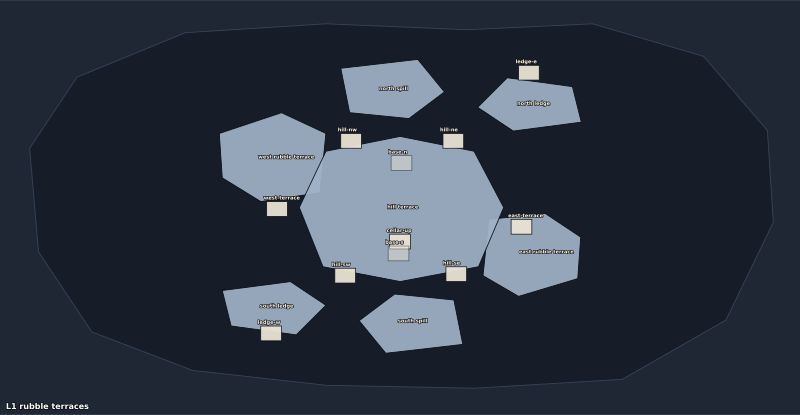 ledge-e
north spill
north ledge
hill-nw
hill-ne
base-n
west rubble terrace
west-terrace
hill terrace
east-terrace
cellar-up
base-s
east rubble terrace
hill-sw
hill-se
south ledge
ledge-w
south spill
L1 rubble terraces